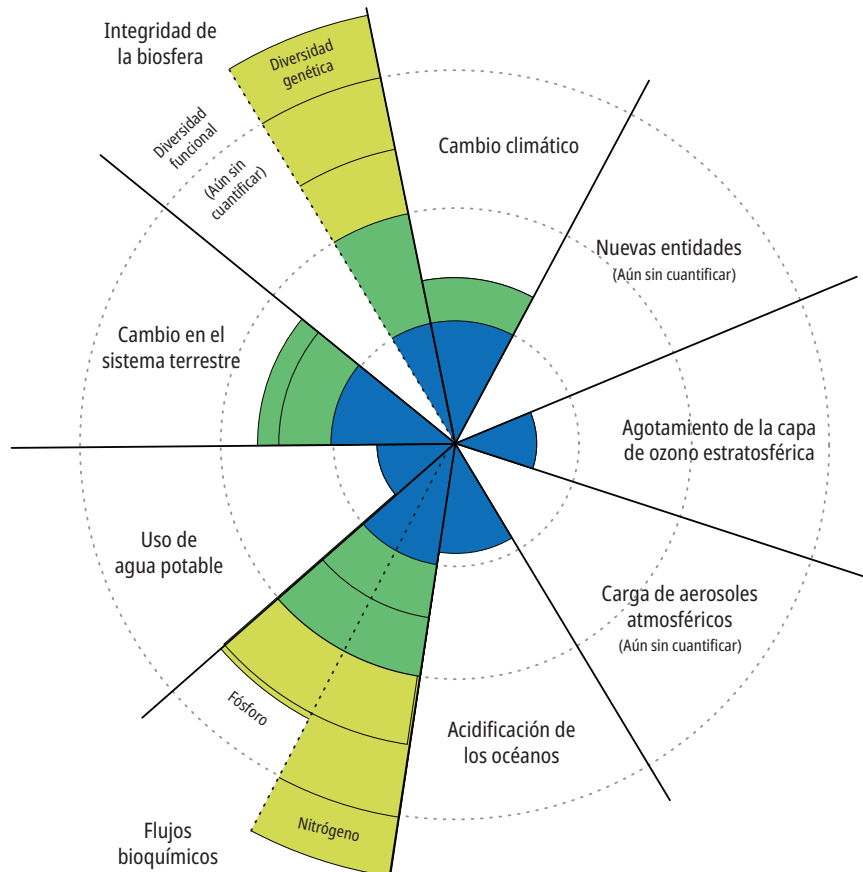 Integridad de
la biosfera
Diversidad
genética
Diversidad
funcional
(Aún sin
cuantificar)
Cambio climático
Nuevas entidades
(Aún sin cuantificar)
Cambio en el
sistema terrestre
Agotamiento de la capa
de ozono estratosférica
Uso de
agua potable
Carga de aerosoles
atmosféricos
(Aún sin cuantificar)
Fósforo
Acidificación de
los océanos
Nitrógeno
Flujos
bioquímicos